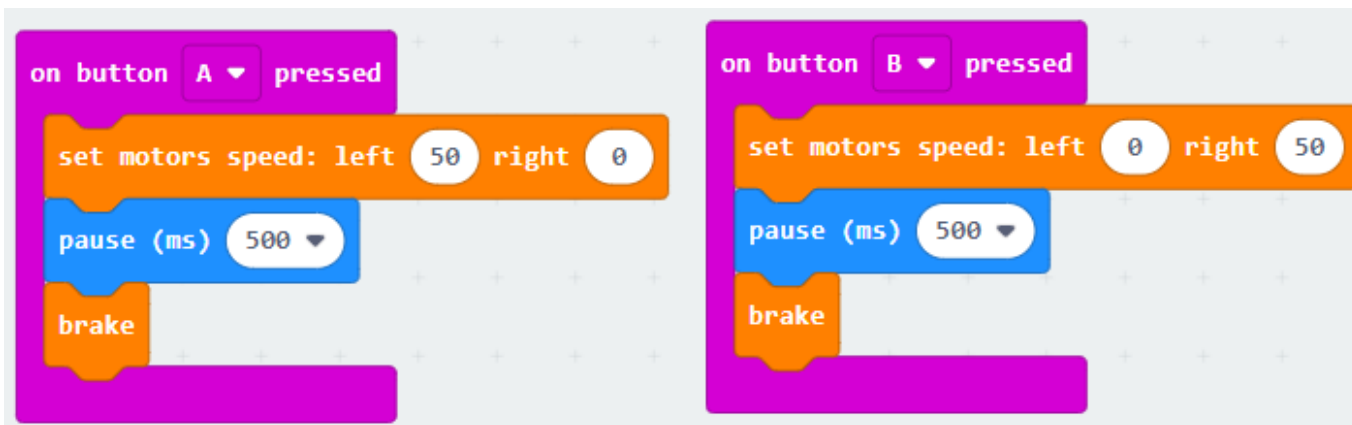 on button A pressed
set motors speed: left 50 right 0
pause (ms) 500
brake
on button B pressed
set motors speed: left 0 right 50
pause (ms) 500
brake